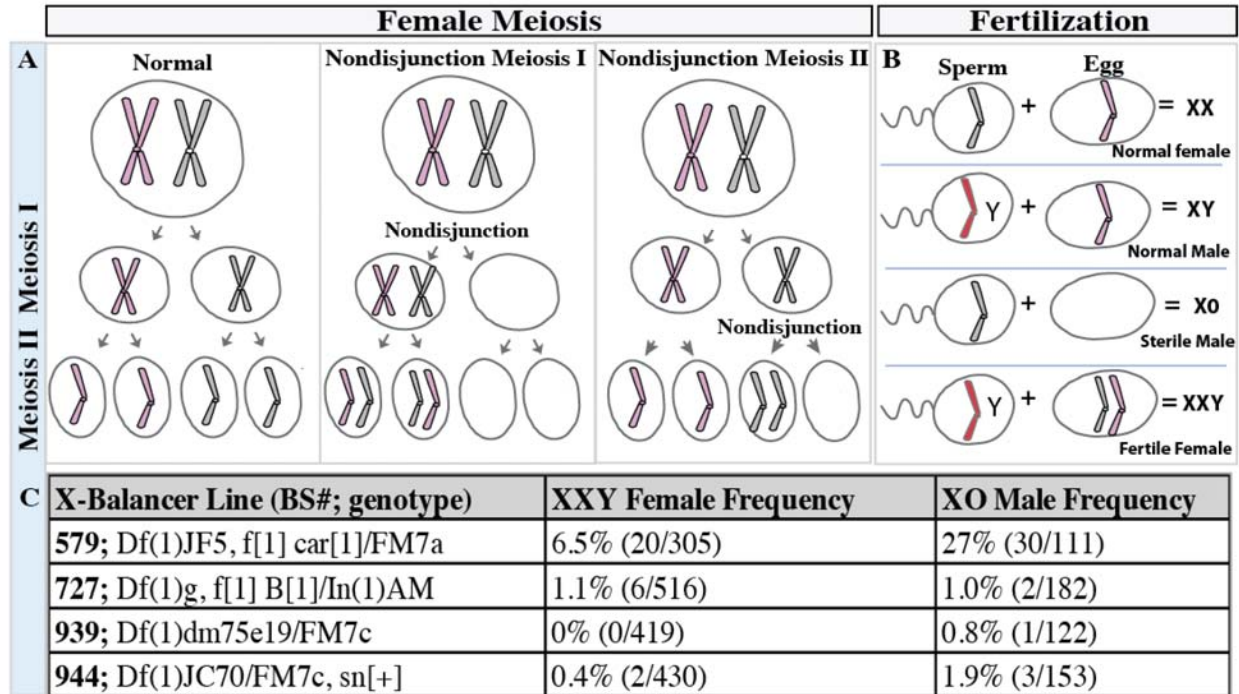 Female Meiosis
Fertilization
A
Normal
Nondisjunction Meiosis I
Nondisjunction Meiosis II
Nondisjunction
Nondisjunction
Meiosis I
Meiosis II
B
Sperm
Egg
+
= XX
Normal female
Y
+
= XY
Normal Male
+
= XO
Sterile Male
Y
+
= XXY
Fertile Female
C
X-Balancer Line (BS#; genotype) XXY Female Frequency XO Male Frequency
579; Df(1)JF5, f[1] car[1]/FM7a 6.5% (20/305) 27% (30/111)
727; Df(1)g, f[1] B[1]/In(1)AM 1.1% (6/516) 1.0% (2/182)
939; Df(1)dm75e19/FM7c 0% (0/419) 0.8% (1/122)
944; Df(1)JC70/FM7c, sn[+] 0.4% (2/430) 1.9% (3/153)